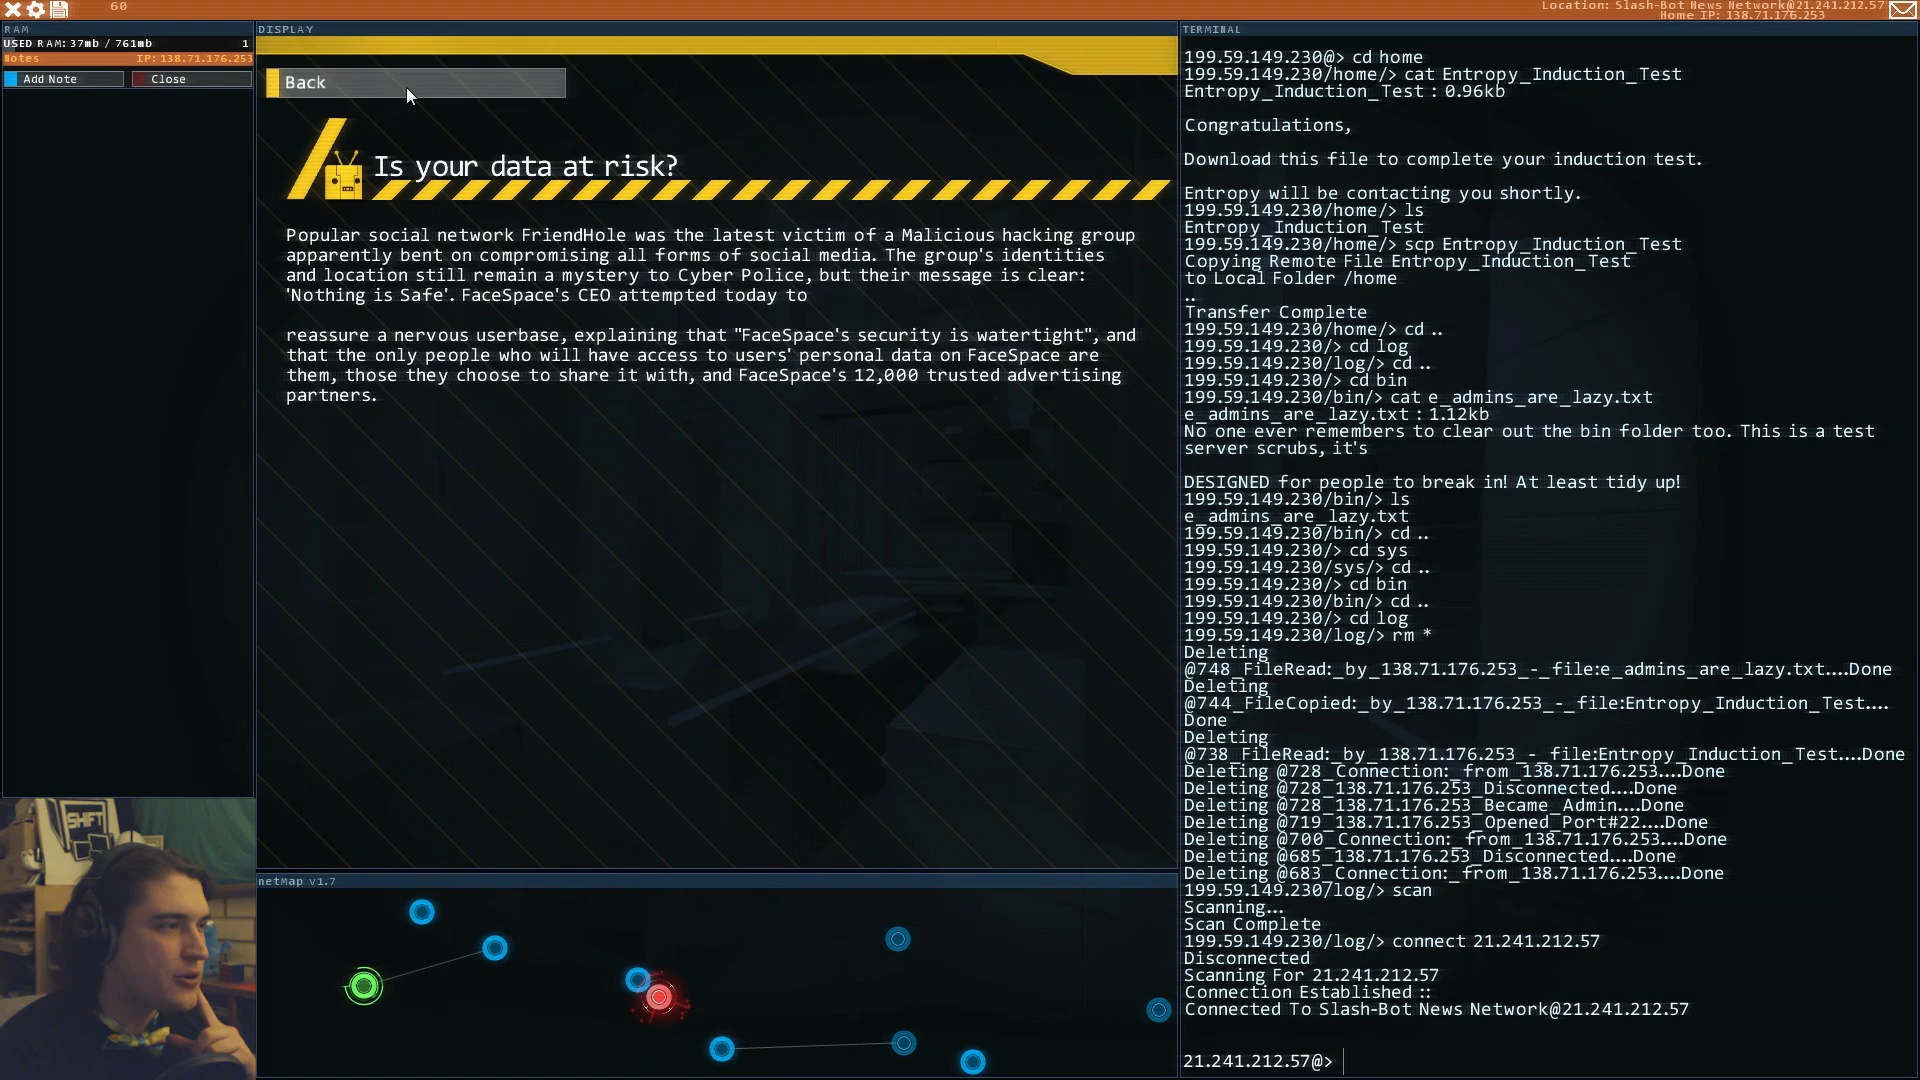 60
Location: Slash-Bot News Network@21.241.212.57
Home IP: 138.71.176.253
RAM
USED RAM: 37mb / 761mb 1
Notes IP: 138.71.176.253
Add Note Close
SHIFT
DISPLAY
Back
Is your data at risk?
Popular social network FriendHole was the latest victim of a Malicious hacking group
apparently bent on compromising all forms of social media. The group's identities
and location still remain a mystery to Cyber Police, but their message is clear:
'Nothing is Safe'. FaceSpace's CEO attempted today to
reassure a nervous userbase, explaining that "FaceSpace's security is watertight", and
that the only people who will have access to users' personal data on FaceSpace are
them, those they choose to share it with, and FaceSpace's 12,000 trusted advertising
partners.
netMap v1.7
TERMINAL
199.59.149.230@> cd home
199.59.149.230/home/> cat Entropy_Induction_Test
Entropy_Induction_Test : 0.96kb
Congratulations,
Download this file to complete your induction test.
Entropy will be contacting you shortly.
199.59.149.230/home/> ls
Entropy_Induction_Test
199.59.149.230/home/> scp Entropy_Induction_Test
Copying Remote File Entropy_Induction_Test
to Local Folder /home
..
Transfer Complete
199.59.149.230/home/> cd ..
199.59.149.230/> cd log
199.59.149.230/log/> cd ..
199.59.149.230/> cd bin
199.59.149.230/bin/> cat e_admins_are_lazy.txt
e_admins_are_lazy.txt : 1.12kb
No one ever remembers to clear out the bin folder too. This is a test
server scrubs, it's
DESIGNED for people to break in! At least tidy up!
199.59.149.230/bin/> ls
e_admins_are_lazy.txt
199.59.149.230/bin/> cd ..
199.59.149.230/> cd sys
199.59.149.230/sys/> cd ..
199.59.149.230/> cd bin
199.59.149.230/bin/> cd ..
199.59.149.230/> cd log
199.59.149.230/log/> rm *
Deleting
@748_FileRead:_by_138.71.176.253_-_file:e_admins_are_lazy.txt....Done
Deleting
@744_FileCopied:_by_138.71.176.253_-_file:Entropy_Induction_Test....
Done
Deleting
@738_FileRead:_by_138.71.176.253_-_file:Entropy_Induction_Test....Done
Deleting @728_Connection:_from_138.71.176.253....Done
Deleting @728_138.71.176.253_Disconnected....Done
Deleting @728_138.71.176.253_Became_Admin....Done
Deleting @719_138.71.176.253_Opened_Port#22....Done
Deleting @700_Connection:_from_138.71.176.253....Done
Deleting @685_138.71.176.253_Disconnected....Done
Deleting @683_Connection:_from_138.71.176.253....Done
199.59.149.230/log/> scan
Scanning...
Scan Complete
199.59.149.230/log/> connect 21.241.212.57
Disconnected
Scanning For 21.241.212.57
Connection Established ::
Connected To Slash-Bot News Network@21.241.212.57
21.241.212.57@>